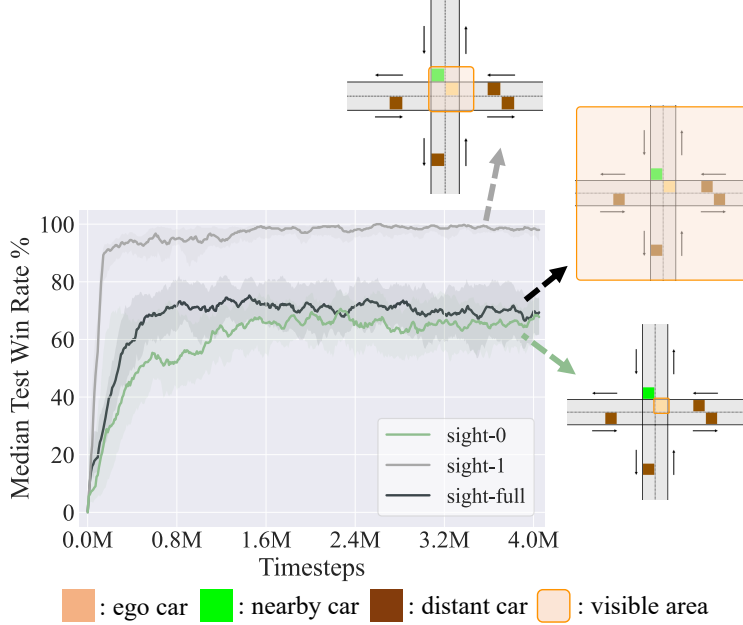 100
80
60
40
20
0
Median Test Win Rate %
sight-0
sight-1
sight-full
0.0M 0.8M 1.6M 2.4M 3.2M 4.0M
Timesteps
: ego car : nearby car : distant car : visible area